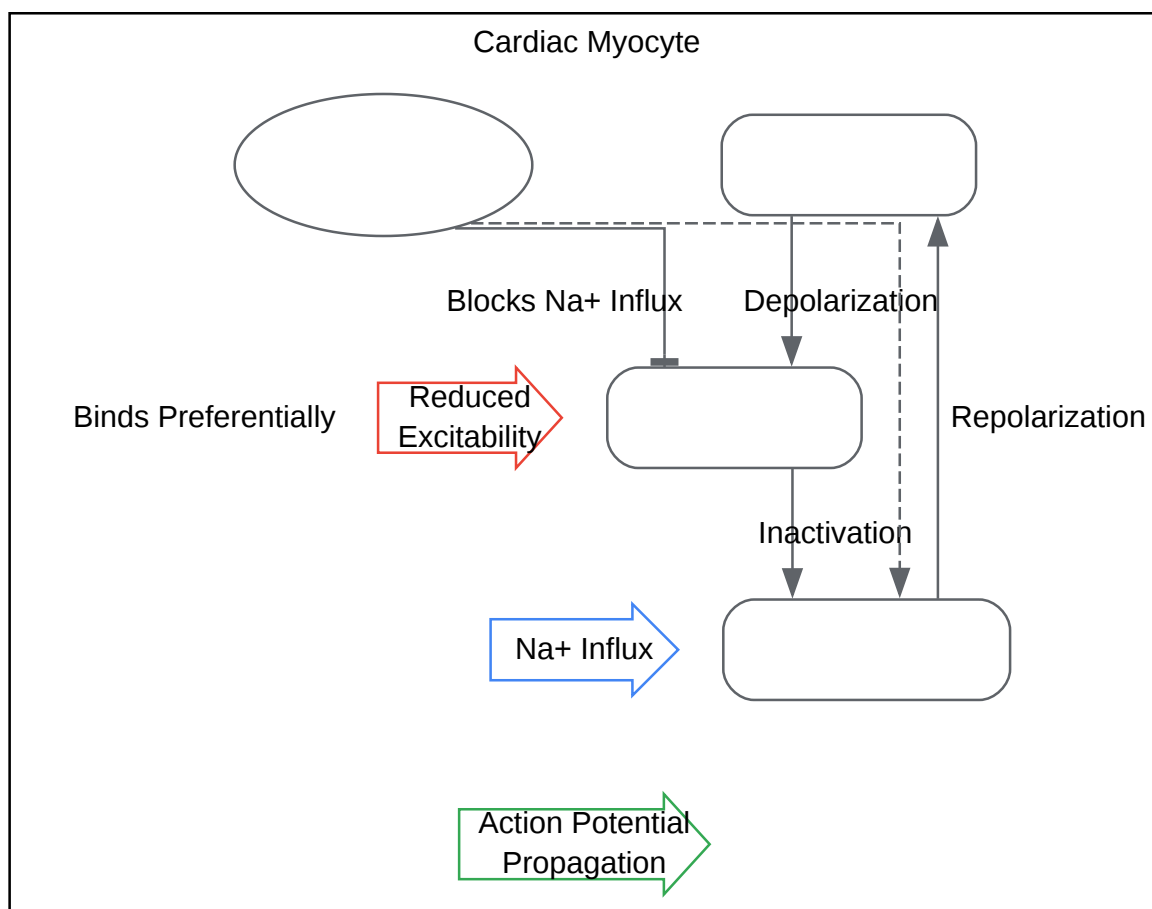 Cardiac Myocyte
Blocks Na+ Influx
Depolarization
Binds Preferentially
Reduced
Excitability
Repolarization
Inactivation
Na+ Influx
Action Potential
Propagation